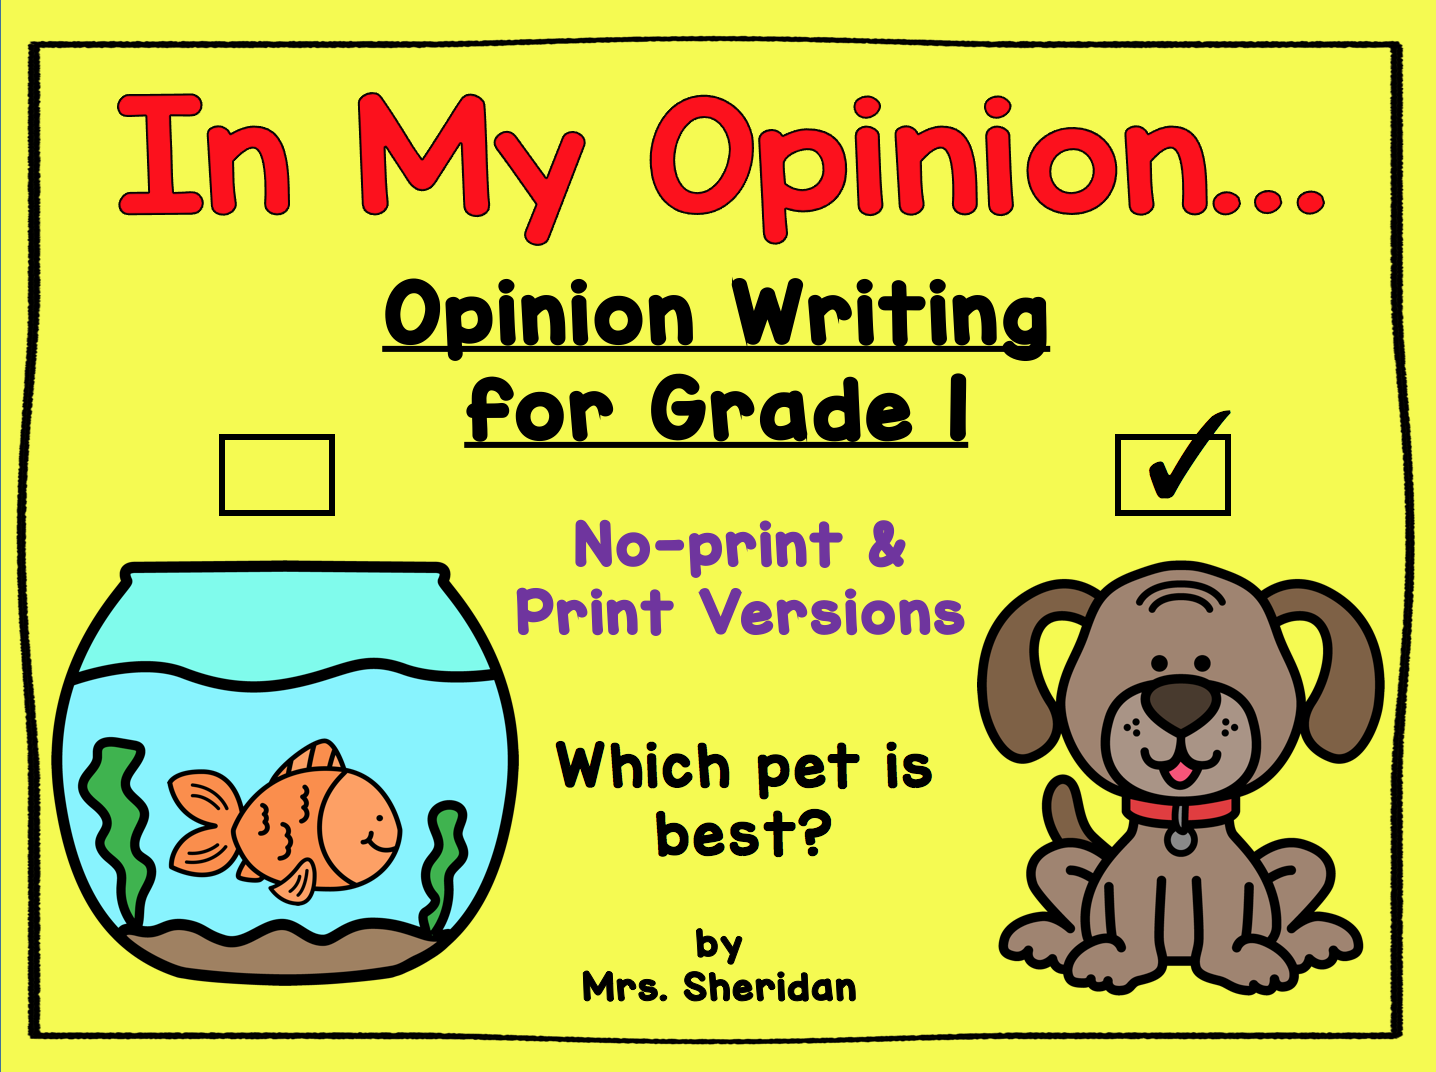 In My Opinion...
Opinion Writing
for Grade 1
No-print &
Print Versions
Which pet is
best?
by
Mrs. Sheridan